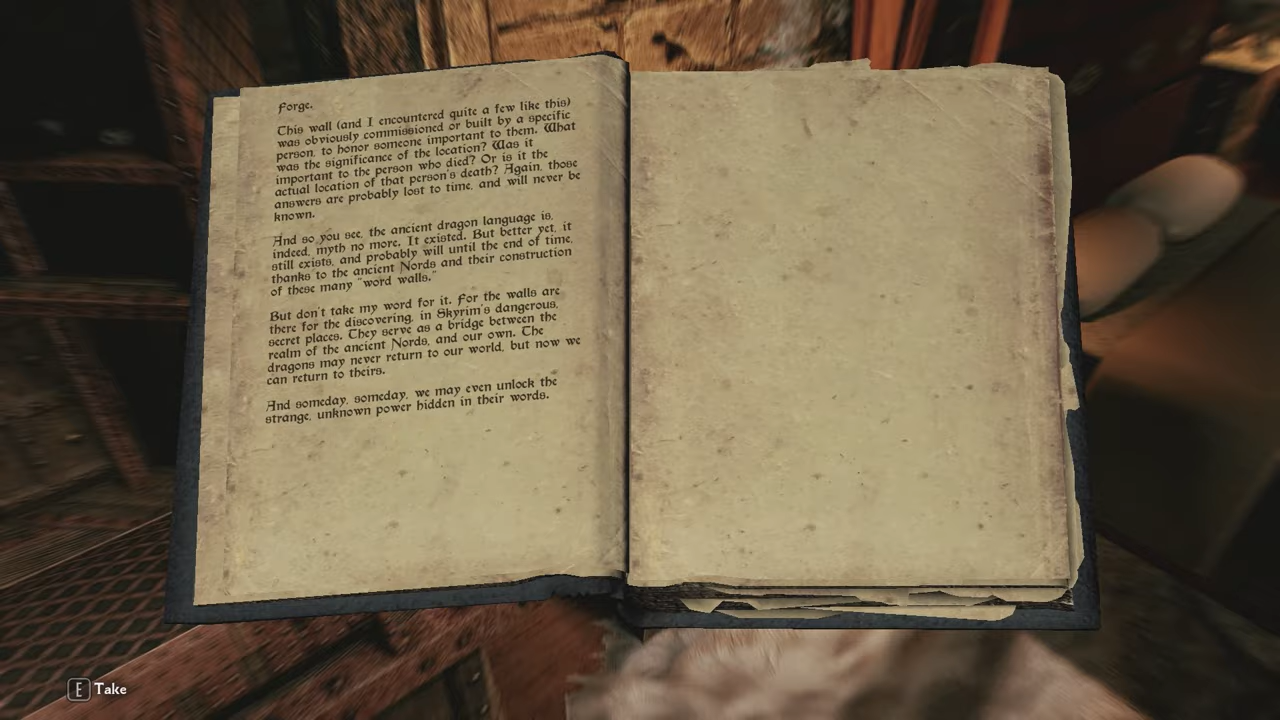 Forge.
This wall (and I encountered quite a few like this)
was obviously commissioned or built by a specific
person, to honor someone important to them. What
was the significance of the location? Was it
important to the person who died? Or is it the
actual location of that person's death? Again, those
answers are probably lost to time, and will never be
known.
And so you see, the ancient dragon language is,
indeed, myth no more. It existed. But better yet, it
still exists, and probably will until the end of time,
thanks to the ancient Nords and their construction
of these many "word walls."
But don't take my word for it. For the walls are
there for the discovering, in Skyrim's dangerous,
secret places. They serve as a bridge between the
realm of the ancient Nords, and our own. The
dragons may never return to our world, but now we
can return to theirs.
And someday, someday, we may even unlock the
strange, unknown power hidden in their words.
E Take